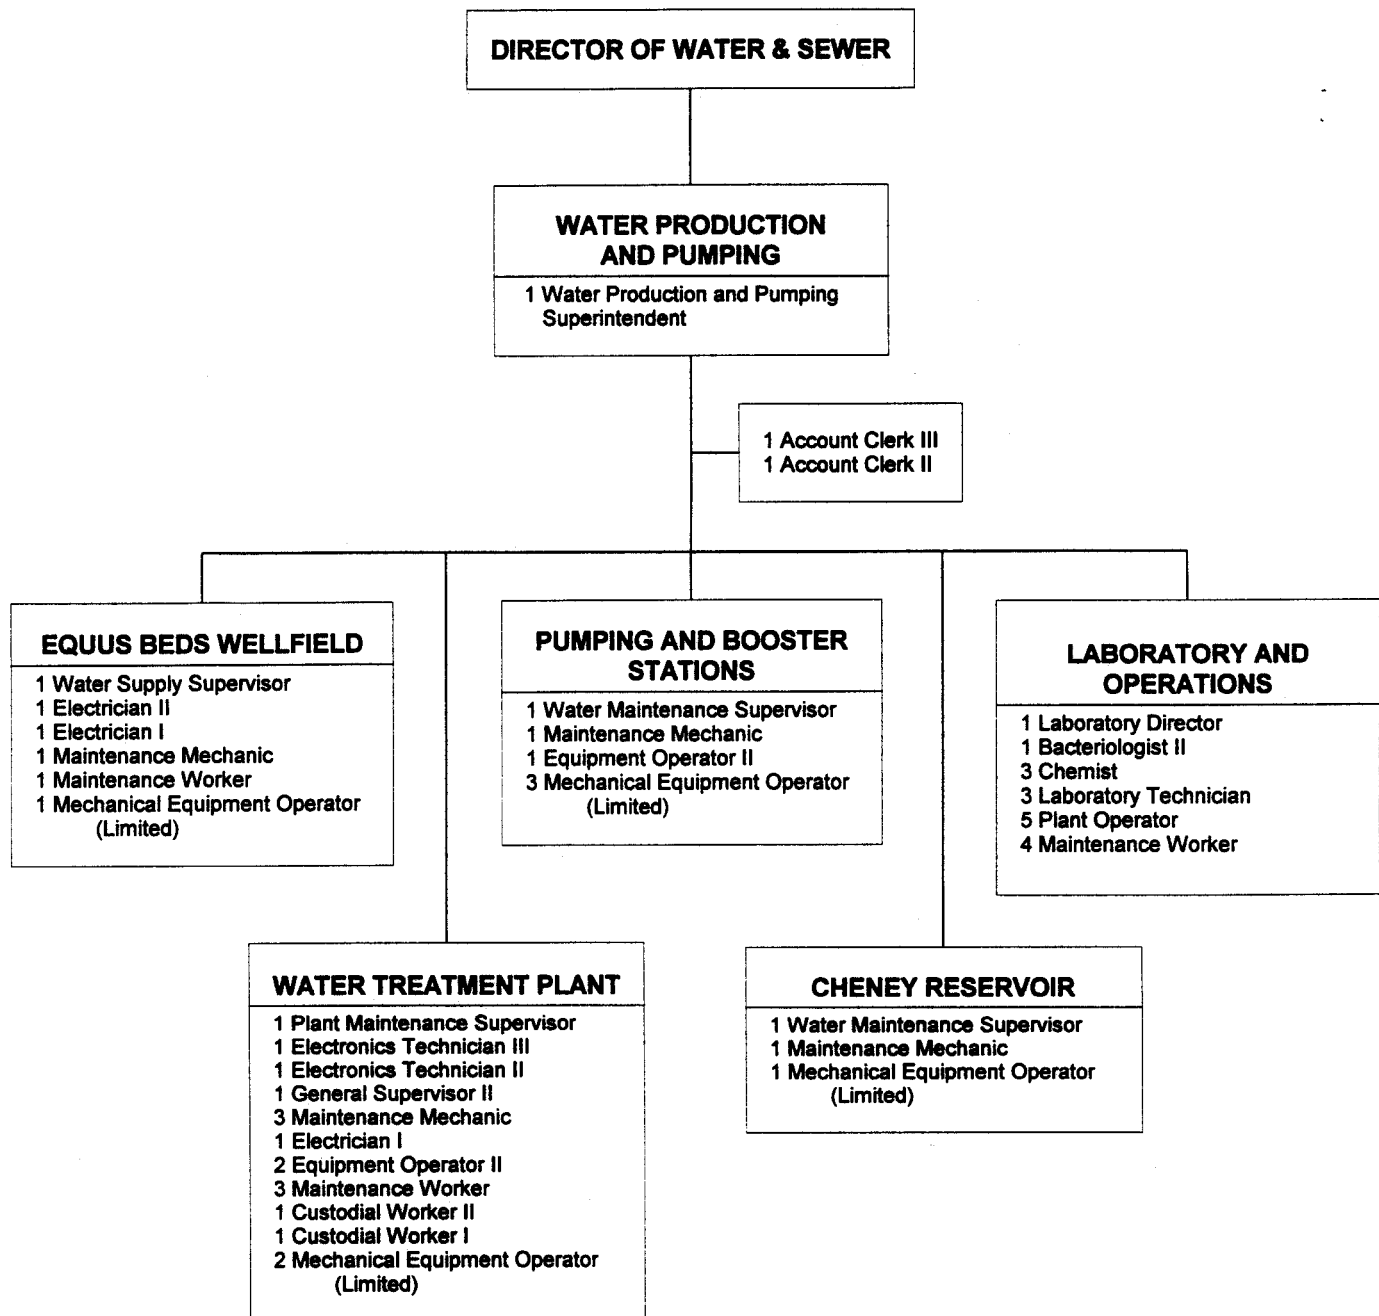 DIRECTOR OF WATER & SEWER
WATER PRODUCTION
AND PUMPING
1 Water Production and Pumping
Superintendent
1 Account Clerk III
1 Account Clerk II
EQUUS BEDS WELLFIELD
1 Water Supply Supervisor
1 Electrician II
1 Electrician I
1 Maintenance Mechanic
1 Maintenance Worker
1 Mechanical Equipment Operator
(Limited)
PUMPING AND BOOSTER
STATIONS
1 Water Maintenance Supervisor
1 Maintenance Mechanic
1 Equipment Operator II
3 Mechanical Equipment Operator
(Limited)
LABORATORY AND
OPERATIONS
1 Laboratory Director
1 Bacteriologist II
3 Chemist
3 Laboratory Technician
5 Plant Operator
4 Maintenance Worker
WATER TREATMENT PLANT
1 Plant Maintenance Supervisor
1 Electronics Technician III
1 Electronics Technician II
1 General Supervisor II
3 Maintenance Mechanic
1 Electrician I
2 Equipment Operator II
3 Maintenance Worker
1 Custodial Worker II
1 Custodial Worker I
2 Mechanical Equipment Operator
(Limited)
CHENEY RESERVOIR
1 Water Maintenance Supervisor
1 Maintenance Mechanic
1 Mechanical Equipment Operator
(Limited)